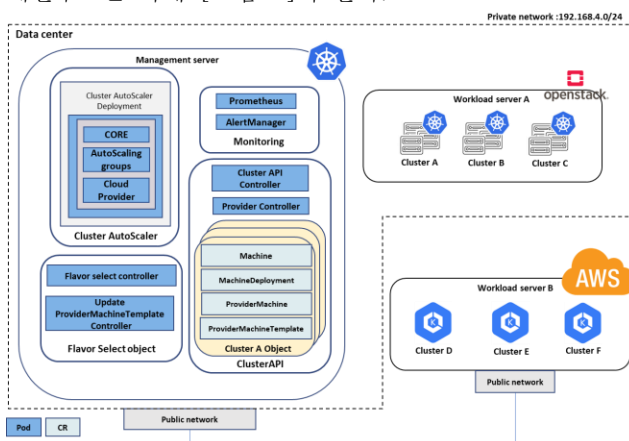 Private network :192.168.4.0/24
Data center
Management server
Cluster AutoScaler
Deployment
CORE
AutoScaling
groups
Cloud
Provider
Cluster AutoScaler
Prometheus
AlertManager
Monitoring
Cluster API
Controller
Provider Controller
Machine
MachineDeployment
ProviderMachine
ProviderMachineTemplate
Cluster A Object
ClusterAPI
Flavor select controller
Update
ProviderMachineTemplate
Controller
Flavor Select object
openstack.
Workload server A
Cluster A
Cluster B
Cluster C
AWS
Workload server B
Cluster D
Cluster E
Cluster F
Public network
Public network
Pod
CR